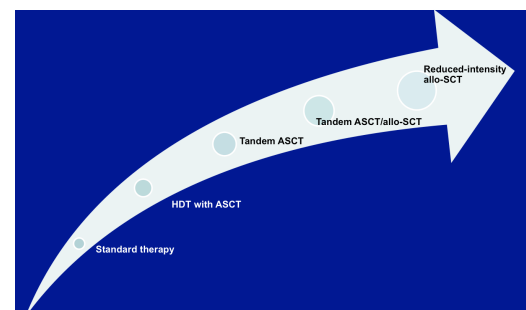 Reduced-intensity
allo-SCT
Tandem ASCT/allo-SCT
Tandem ASCT
HDT with ASCT
Standard therapy